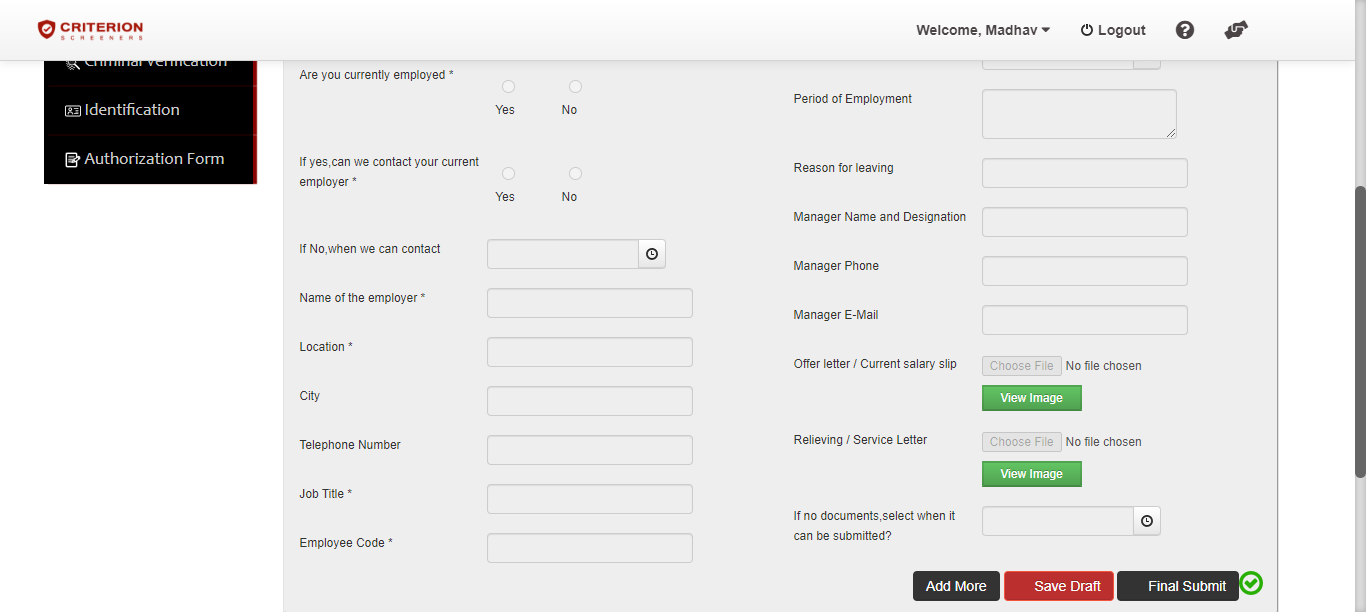 CRITERION
SCREENERS
Welcome, Madhav
Logout
Criminal Verification
Identification
Authorization Form
Are you currently employed *
Yes
No
If yes,can we contact your current
employer *
Yes
No
If No,when we can contact
Name of the employer *
Location *
City
Telephone Number
Job Title *
Employee Code *
Period of Employment
Reason for leaving
Manager Name and Designation
Manager Phone
Manager E-Mail
Offer letter / Current salary slip
Choose File No file chosen
View Image
Relieving / Service Letter
Choose File No file chosen
View Image
If no documents,select when it
can be submitted?
Add More
Save Draft
Final Submit